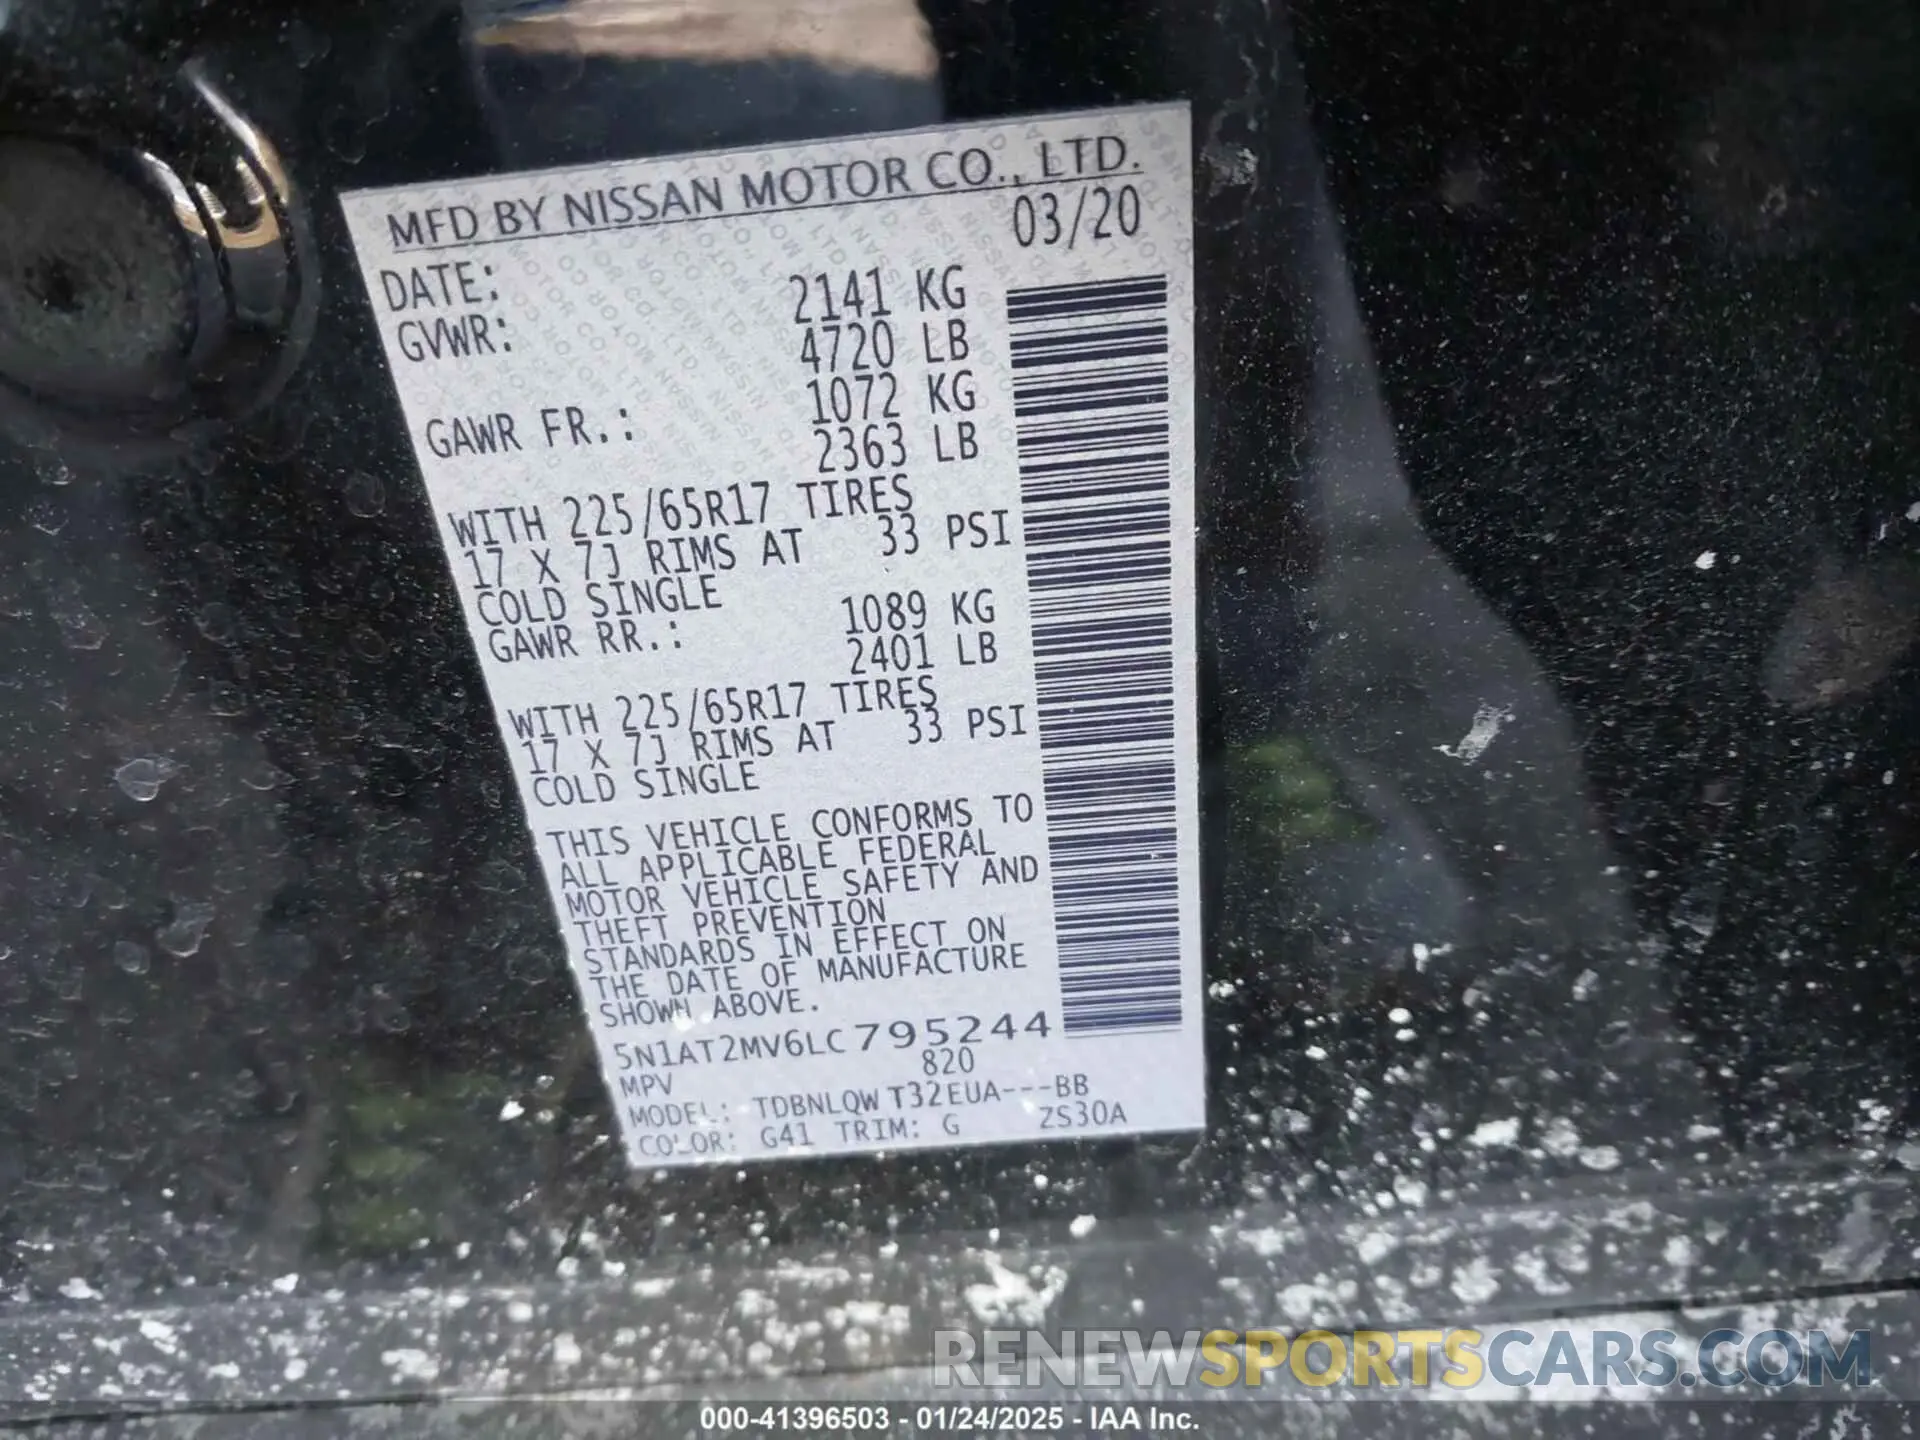 MFD BY NISSAN MOTOR CO., LTD.
DATE: 03/20
GVWR: 2141 KG
4720 LB
GAWR FR.: 1072 KG
2363 LB
WITH 225/65R17 TIRES
17 X 7J RIMS AT 33 PSI
COLD SINGLE
GAWR RR.: 1089 KG
2401 LB
WITH 225/65R17 TIRES
17 X 7J RIMS AT 33 PSI
COLD SINGLE
THIS VEHICLE CONFORMS TO
ALL APPLICABLE FEDERAL
MOTOR VEHICLE SAFETY AND
THEFT PREVENTION
STANDARDS IN EFFECT ON
THE DATE OF MANUFACTURE
SHOWN ABOVE.
5N1AT2MV6LC795244
MPV 820
MODEL: TDBNLQW T32EUA---BB
COLOR: G41 TRIM: G ZS30A
RENEWSPORTSCARS.COM
000-41396503 - 01/24/2025 - IAA Inc.